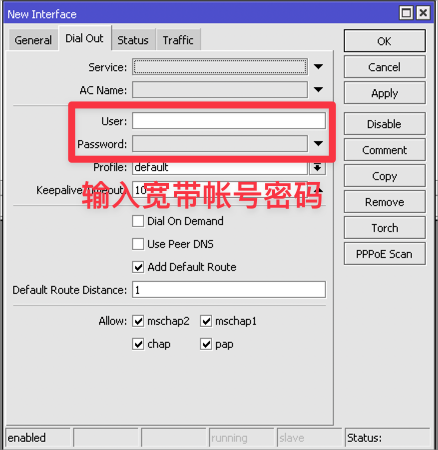 New Interface
General Dial Out Status Traffic
Service:
AC Name:
User:
Password:
Profile: default
Keepalive Timeout: 10
输入宽带帐号密码
Dial On Demand
Use Peer DNS
Add Default Route
Default Route Distance: 1
Allow: mschap2 mschap1
chap pap
OK
Cancel
Apply
Disable
Comment
Copy
Remove
Torch
PPPoE Scan
enabled running slave Status: